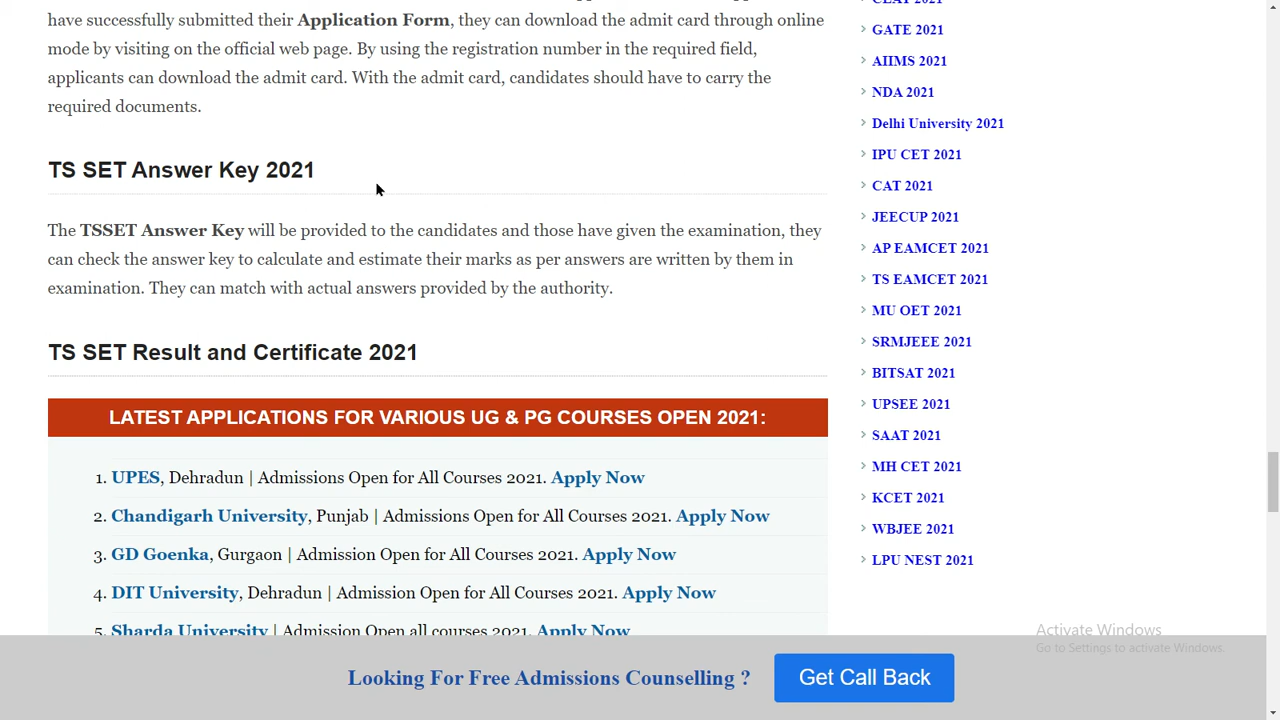 have successfully submitted their Application Form, they can download the admit card through online
mode by visiting on the official web page. By using the registration number in the required field,
applicants can download the admit card. With the admit card, candidates should have to carry the
required documents.
TS SET Answer Key 2021
The TSSET Answer Key will be provided to the candidates and those have given the examination, they
can check the answer key to calculate and estimate their marks as per answers are written by them in
examination. They can match with actual answers provided by the authority.
TS SET Result and Certificate 2021
LATEST APPLICATIONS FOR VARIOUS UG & PG COURSES OPEN 2021:
1. UPES, Dehradun | Admissions Open for All Courses 2021. Apply Now
2. Chandigarh University, Punjab | Admissions Open for All Courses 2021. Apply Now
3. GD Goenka, Gurgaon | Admission Open for All Courses 2021. Apply Now
4. DIT University, Dehradun | Admission Open for All Courses 2021. Apply Now
5. Sharda University | Admission Open all courses 2021. Apply Now
CLAT 2021
GATE 2021
AIIMS 2021
NDA 2021
Delhi University 2021
IPU CET 2021
CAT 2021
JEECUP 2021
AP EAMCET 2021
TS EAMCET 2021
MU OET 2021
SRMJEEE 2021
BITSAT 2021
UPSEE 2021
SAAT 2021
MH CET 2021
KCET 2021
WBJEE 2021
LPU NEST 2021
Activate Windows
Go to Settings to activate Windows.
Looking For Free Admissions Counselling ?
Get Call Back